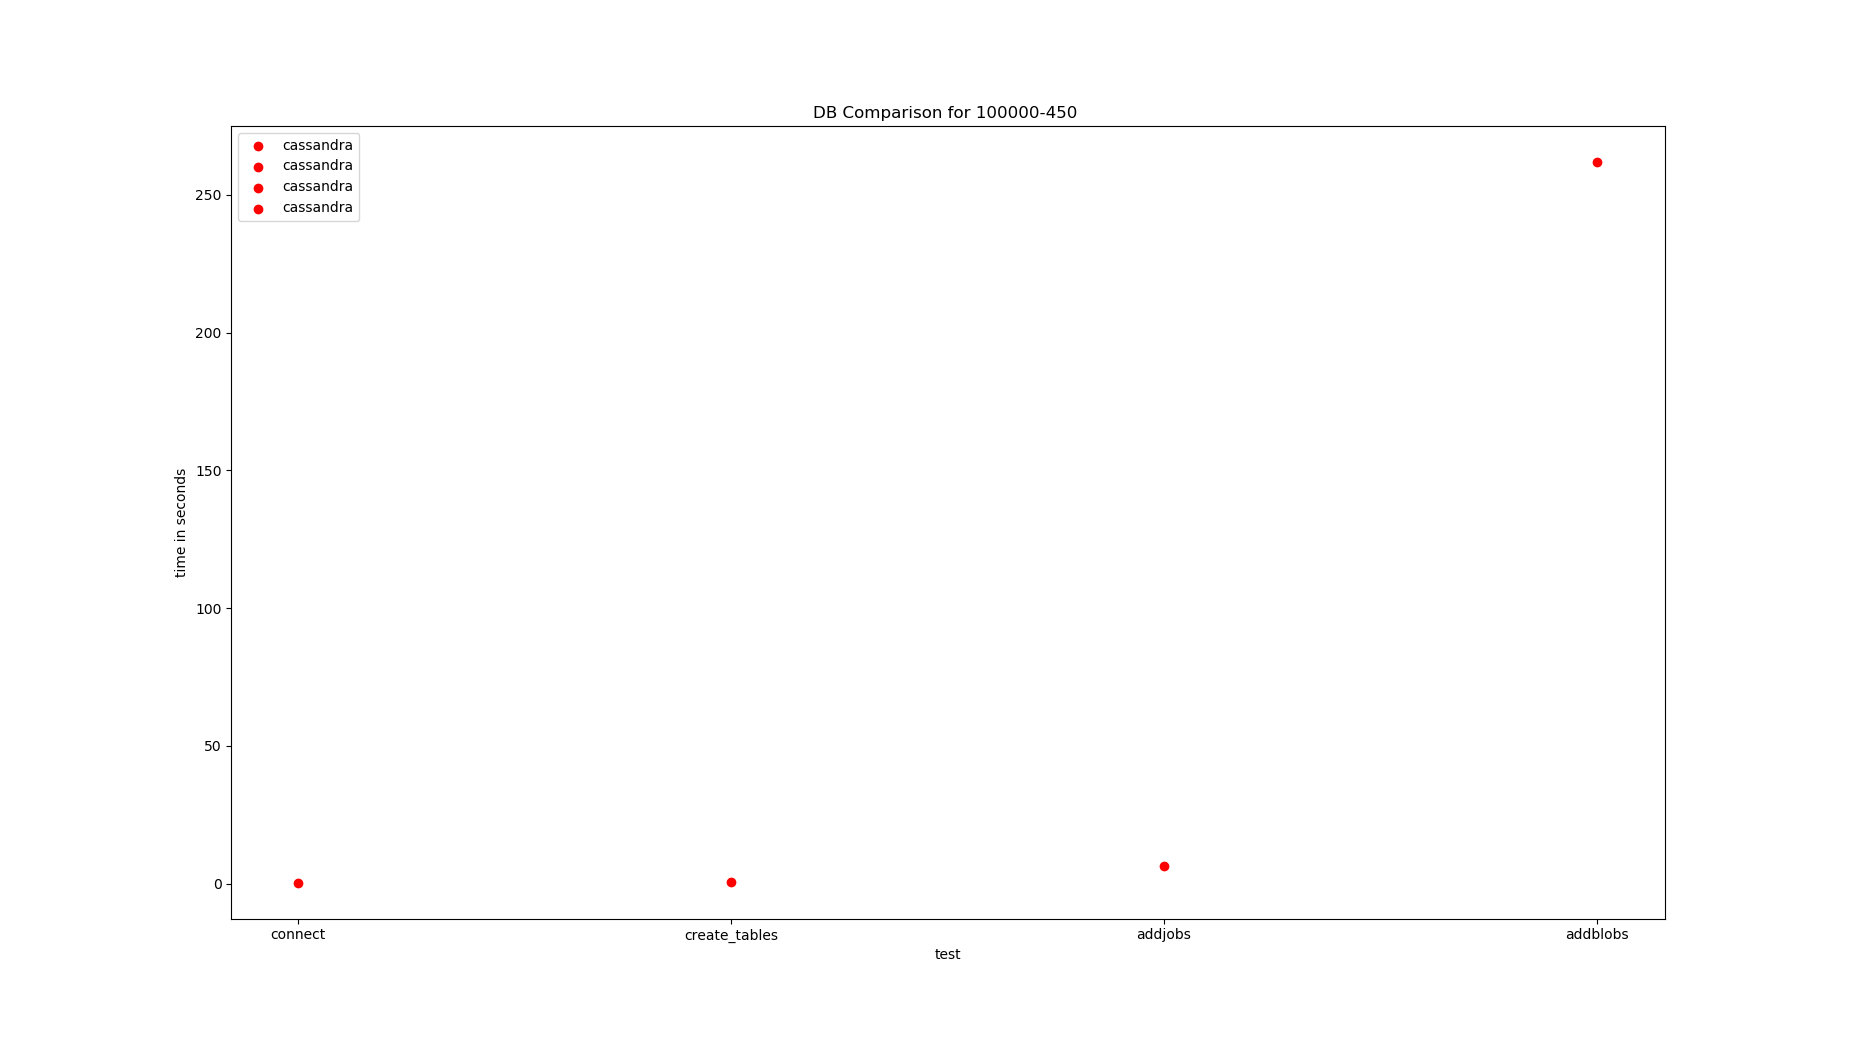 DB Comparison for 100000-450
cassandra
cassandra
cassandra
cassandra
250
200
150
100
50
0
time in seconds
connect
create_tables
addjobs
addblobs
test